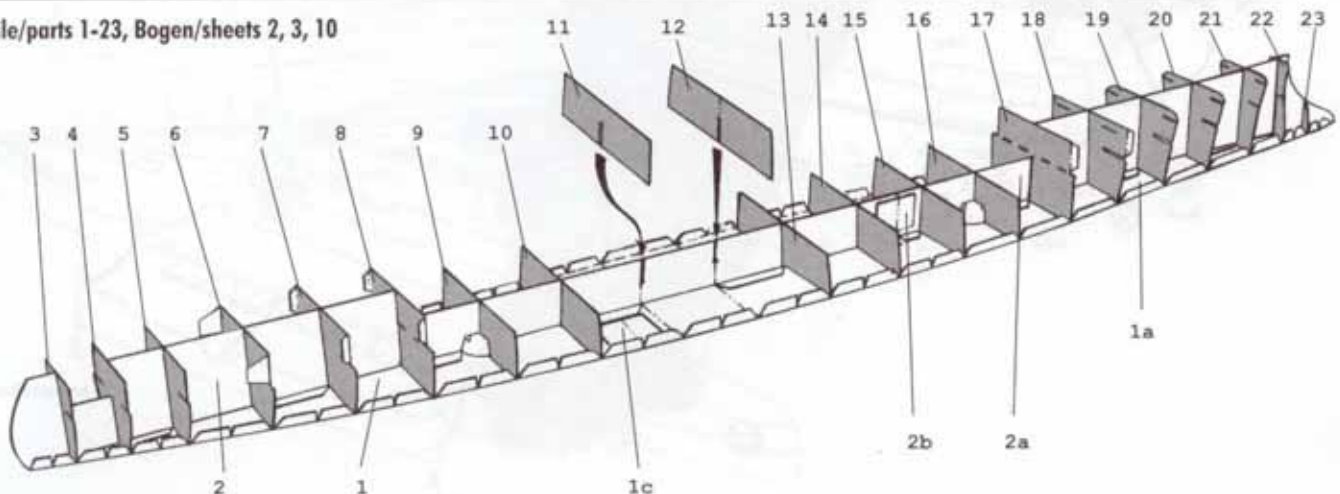 le/parts 1-23, Bogen/sheets 2, 3, 10
11 12 13 14 15 16 17 18 19 20 21 22 23
3 4 5 6 7 8 9 10
1a
2b 2a
2 1 1c